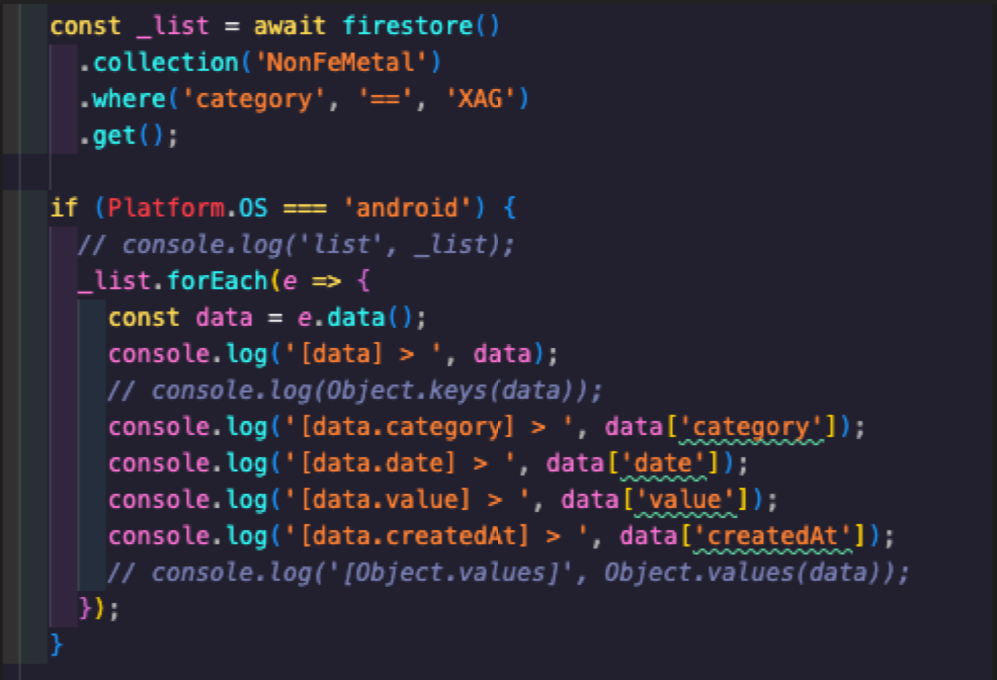 const _list = await firestore()
.collection('NonFeMetal')
.where('category', '==', 'XAG')
.get();
if (Platform.OS === 'android') {
// console.log('list', _list);
_list.forEach(e => {
const data = e.data();
console.log('[data] > ', data);
// console.log(Object.keys(data));
console.log('[data.category] > ', data['category']);
console.log('[data.date] > ', data['date']);
console.log('[data.value] > ', data['value']);
console.log('[data.createdAt] > ', data['createdAt']);
// console.log('[Object.values]', Object.values(data));
});
}